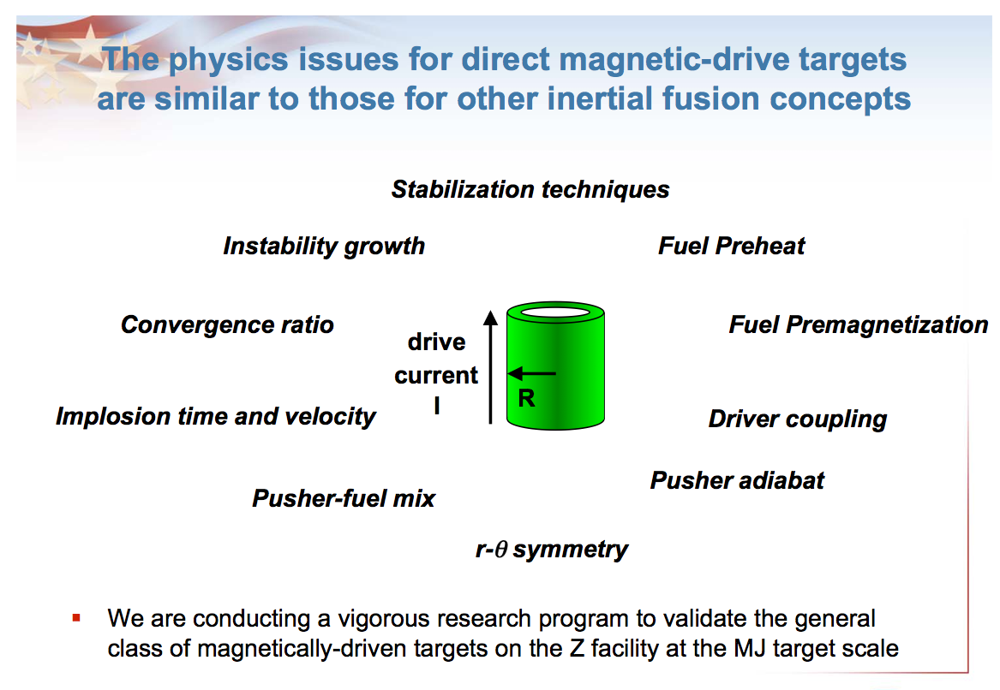 The physics issues for direct magnetic-drive targets
are similar to those for other inertial fusion concepts
Stabilization techniques
Instability growth
Fuel Preheat
Convergence ratio
Fuel Premagnetization
drive
current
I
R
Implosion time and velocity
Driver coupling
Pusher adiabat
Pusher-fuel mix
r-θ symmetry
▪ We are conducting a vigorous research program to validate the general
class of magnetically-driven targets on the Z facility at the MJ target scale